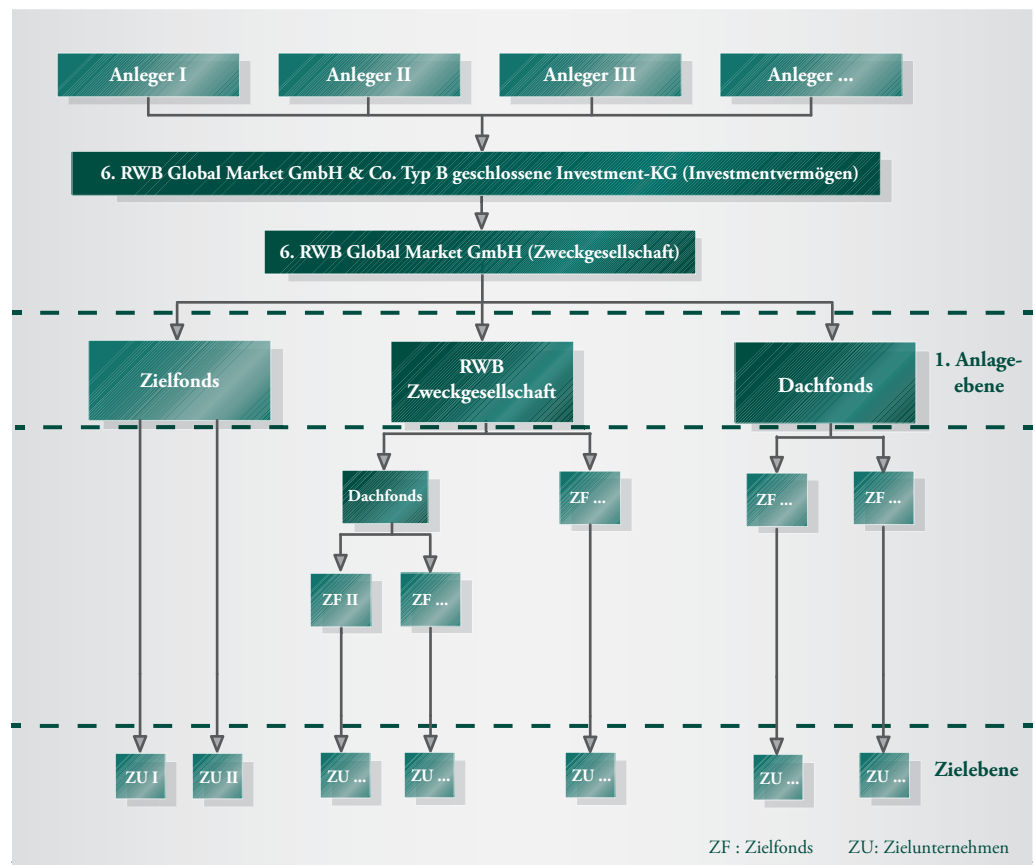 Anleger I
Anleger II
Anleger III
Anleger ...
6. RWB Global Market GmbH & Co. Typ B geschlossene Investment-KG (Investmentvermögen)
6. RWB Global Market GmbH (Zweckgesellschaft)
Zielfonds
RWB
Zweckgesellschaft
Dachfonds
1. Anlage-
ebene
Dachfonds
ZF ...
ZF ...
ZF ...
ZF II
ZF ...
ZU I
ZU II
ZU ...
ZU ...
ZU ...
ZU ...
ZU ...
Zielebene
ZF : Zielfonds
ZU: Zielunternehmen